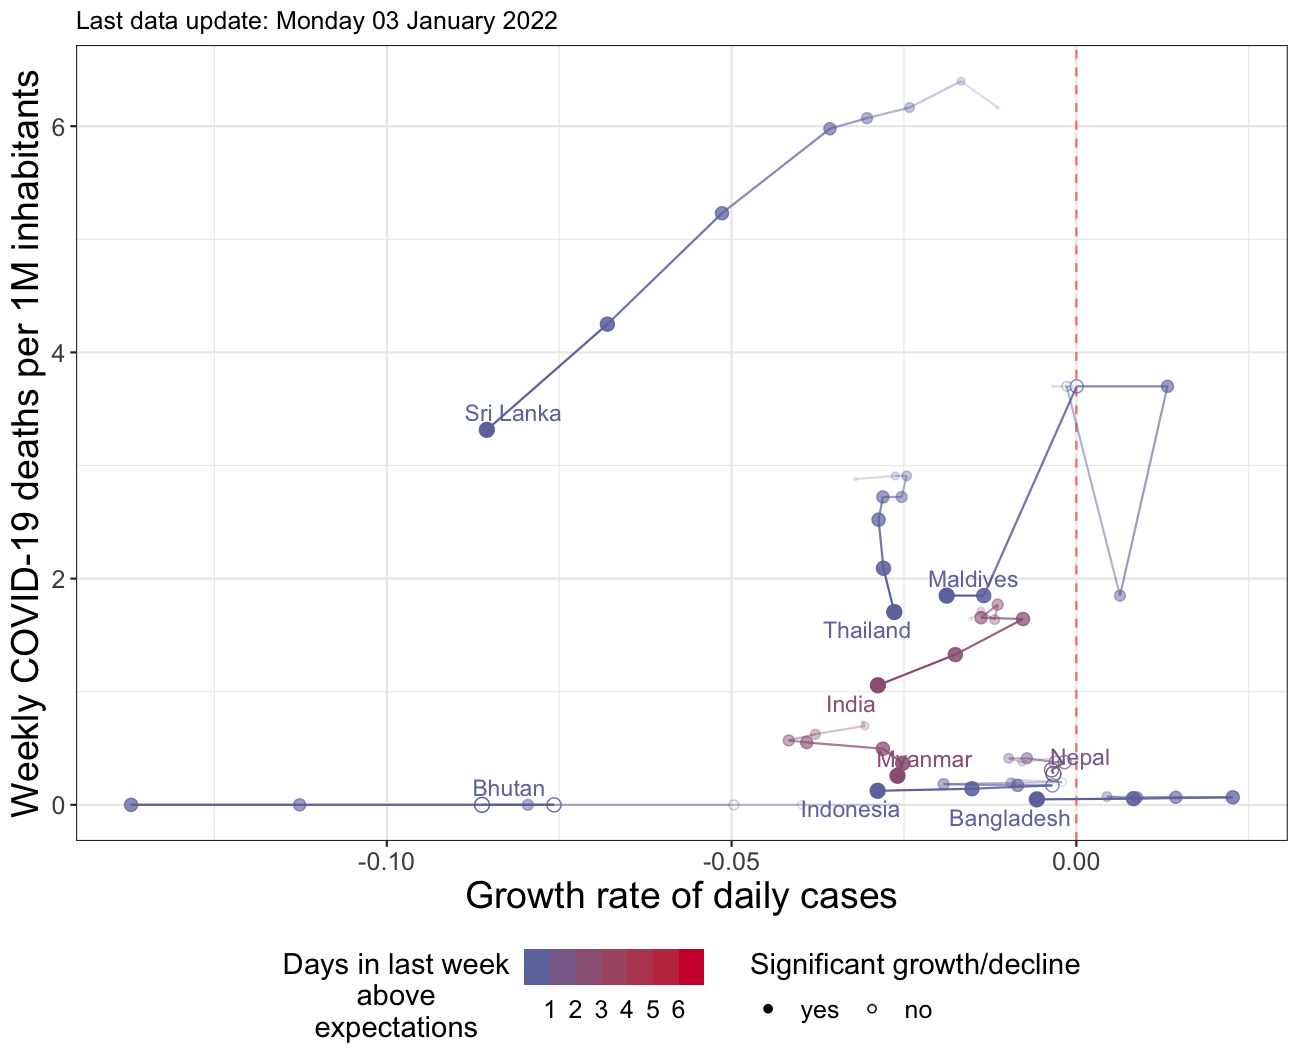 Last data update: Monday 03 January 2022
Weekly COVID-19 deaths per 1M inhabitants
6
4
2
0
Sri Lanka
Maldives
Thailand
India
Myanmar
Nepal
Bhutan
Indonesia
Bangladesh
-0.10
-0.05
0.00
Growth rate of daily cases
Days in last week
above
expectations
1 2 3 4 5 6
Significant growth/decline
yes
no